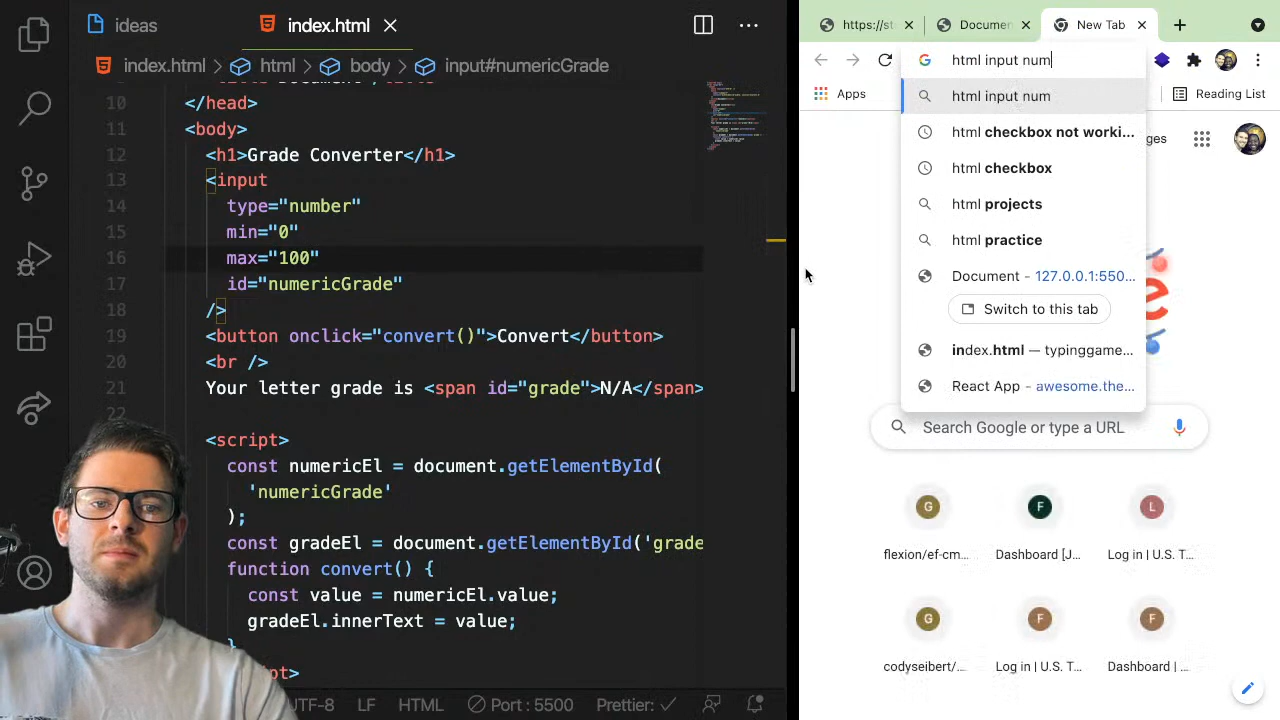 ideas
index.html
index.html
html
body
input#numericGrade
10 </head>
11 <body>
12 <h1>Grade Converter</h1>
13 <input
14 type="number"
15 min="0"
16 max="100"
17 id="numericGrade"
18 />
19 <button onclick="convert()">Convert</button>
20 <br />
21 Your letter grade is <span id="grade">N/A</span>
22
<script>
const numericEl = document.getElementById(
'numericGrade'
);
const gradeEl = document.getElementById('grade
function convert() {
const value = numericEl.value;
gradeEl.innerText = value;
}
ipt>
UTF-8
LF
HTML
Port : 5500
Prettier:
https://st
Documen
New Tab
html input num
Apps
Reading List
html input num
html checkbox not worki...
html checkbox
html projects
html practice
Document - 127.0.0.1:550...
Switch to this tab
index.html — typinggame...
React App - awesome.the...
ges
Search Google or type a URL
G
F
L
flexion/ef-cm...
Dashboard [J...
Log in | U.S. T...
G
F
F
codyseibert/...
Log in | U.S. T...
Dashboard | ...